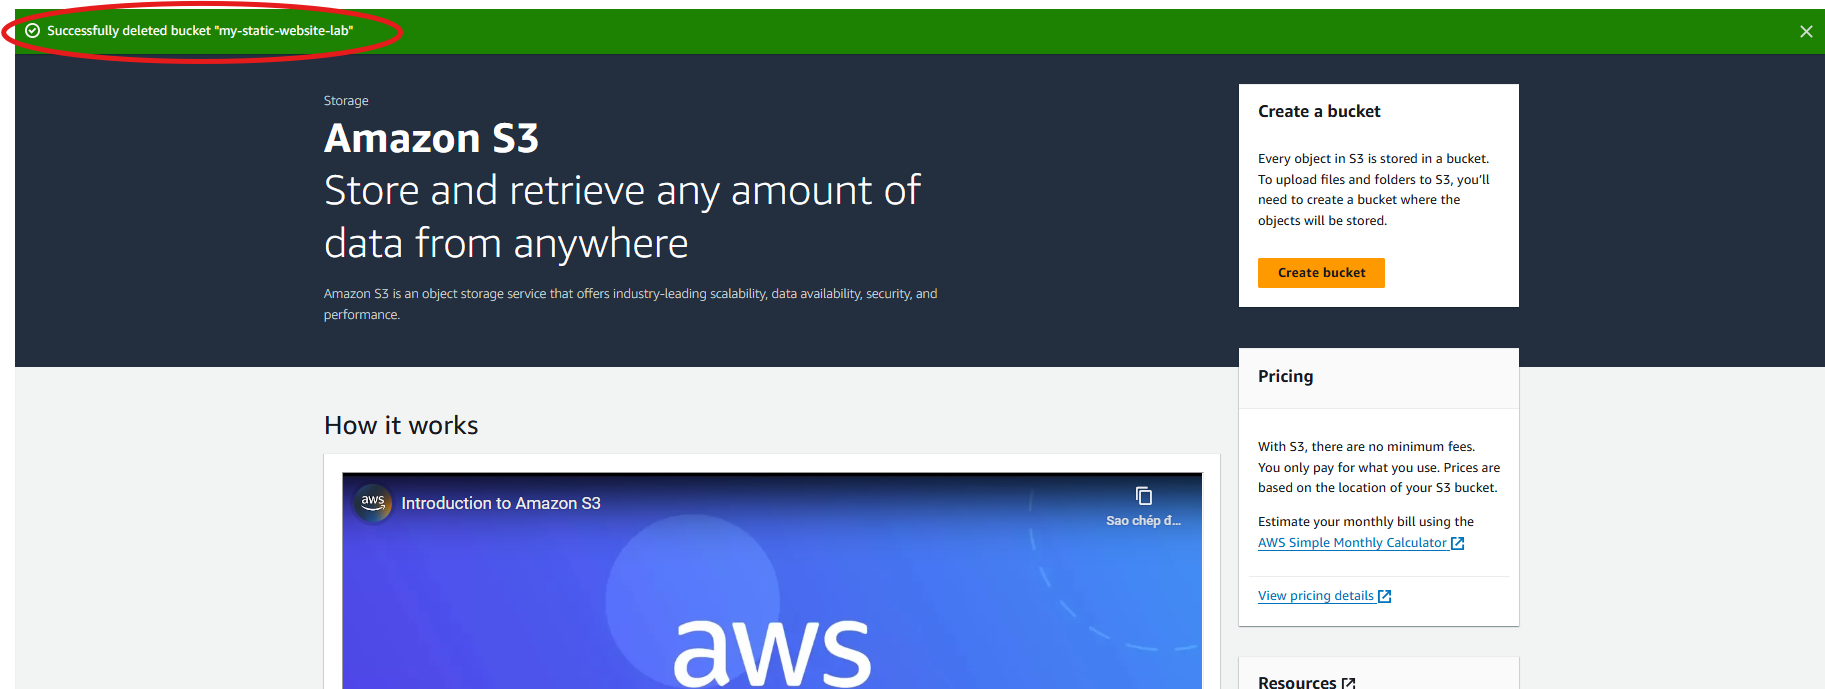 Successfully deleted bucket "my-static-website-lab"
Storage
Amazon S3
Store and retrieve any amount of
data from anywhere
Amazon S3 is an object storage service that offers industry-leading scalability, data availability, security, and
performance.
Create a bucket
Every object in S3 is stored in a bucket.
To upload files and folders to S3, you'll
need to create a bucket where the
objects will be stored.
Create bucket
Pricing
With S3, there are no minimum fees.
You only pay for what you use. Prices are
based on the location of your S3 bucket.
Estimate your monthly bill using the
AWS Simple Monthly Calculator
View pricing details
Resources
How it works
aws
Introduction to Amazon S3
Sao chép đ...
aws